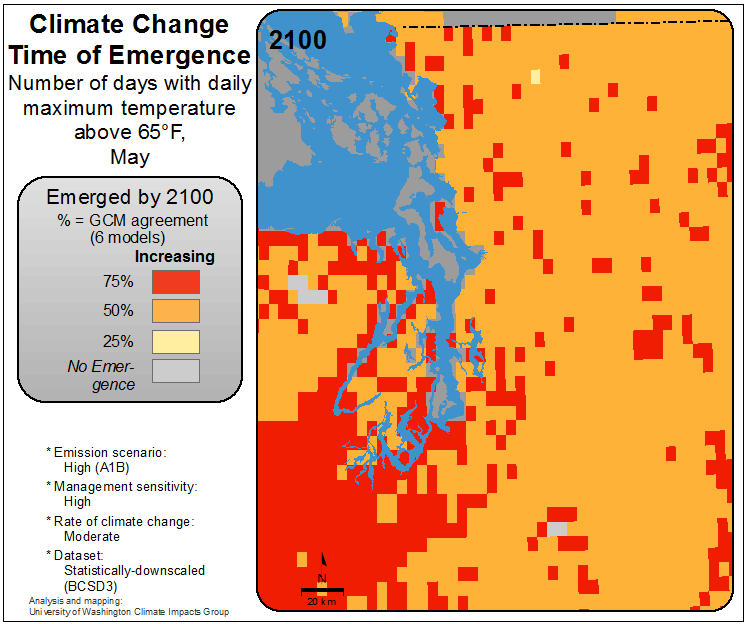 Climate Change
Time of Emergence
Number of days with daily
maximum temperature
above 65°F,
May
Emerged by 2100
% = GCM agreement
(6 models)
Increasing
75%
50%
25%
No Emer-
gence
* Emission scenario:
High (A1B)
* Management sensitivity:
High
* Rate of climate change:
Moderate
* Dataset:
Statistically-downscaled
(BCSD3)
Analysis and mapping:
University of Washington Climate Impacts Group
2100
N
20 km